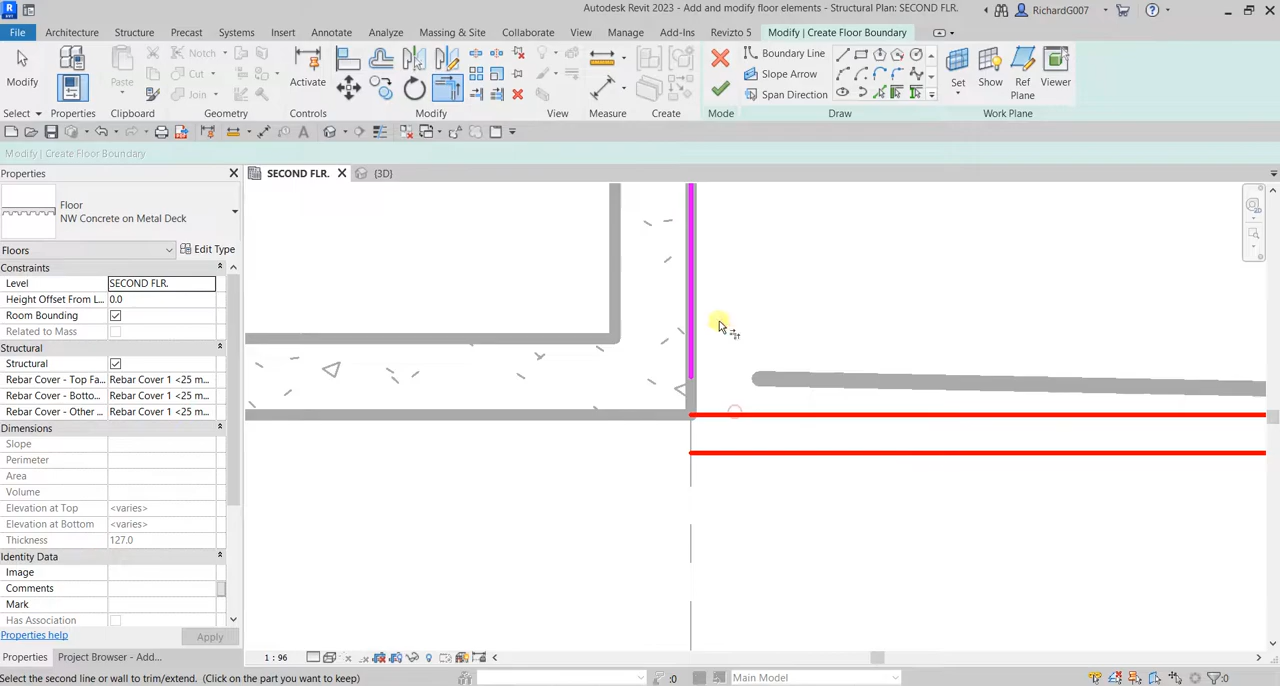 Autodesk Revit 2023 - Add and modify floor elements - Structural Plan: SECOND FLR.
RichardG007
File Architecture Structure Precast Systems Insert Annotate Analyze Massing & Site Collaborate View Manage Add-Ins Revizto 5 Modify | Create Floor Boundary
Modify
Paste
Notch
Cut
Join
Activate
Boundary Line
Slope Arrow
Span Direction
Set Show Ref Plane Viewer
Select Properties Clipboard Geometry Controls Modify View Measure Create Mode Draw Work Plane
Modify | Create Floor Boundary
Properties
SECOND FLR.
{3D}
Floor
NW Concrete on Metal Deck
Floors
Edit Type
Constraints
Level SECOND FLR.
Height Offset From L... 0.0
Room Bounding
Related to Mass
Structural
Structural
Rebar Cover - Top Fa... Rebar Cover 1 <25 m...
Rebar Cover - Botto... Rebar Cover 1 <25 m...
Rebar Cover - Other ... Rebar Cover 1 <25 m...
Dimensions
Slope
Perimeter
Area
Volume
Elevation at Top <varies>
Elevation at Bottom <varies>
Thickness 127.0
Identity Data
Image
Comments
Mark
Has Association
Properties help
Apply
Properties
Project Browser - Add...
1 : 96
Select the second line or wall to trim/extend. (Click on the part you want to keep)
:0
Main Model
:0